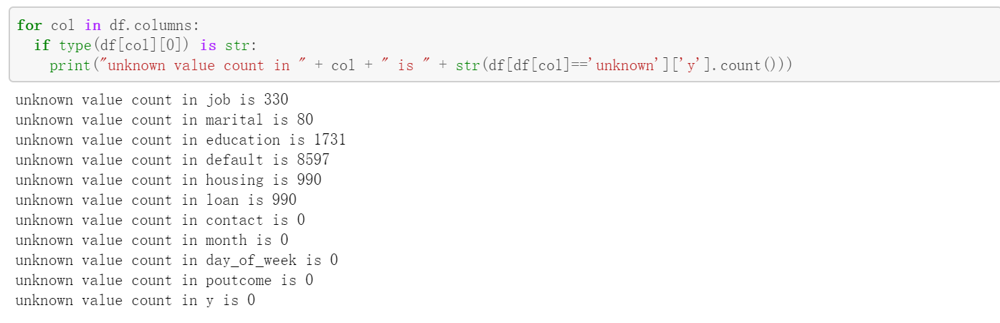 for col in df.columns:
  if type(df[col][0]) is str:
    print("unknown value count in " + col + " is " + str(df[df[col]=='unknown']['y'].count()))
unknown value count in job is 330
unknown value count in marital is 80
unknown value count in education is 1731
unknown value count in default is 8597
unknown value count in housing is 990
unknown value count in loan is 990
unknown value count in contact is 0
unknown value count in month is 0
unknown value count in day_of_week is 0
unknown value count in poutcome is 0
unknown value count in y is 0